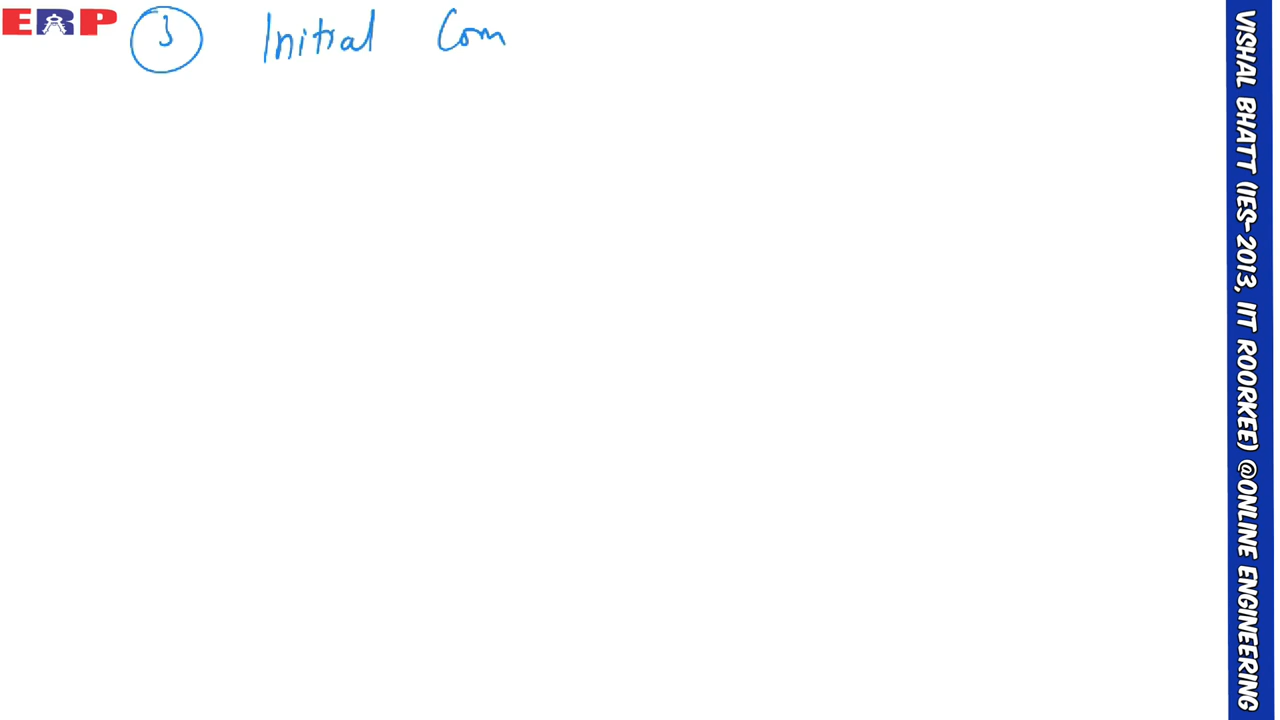 ERP
3 Initial Com
VISHAL BHATT (IES-2013, IIT ROORKEE) @ONLINE ENGINEERING